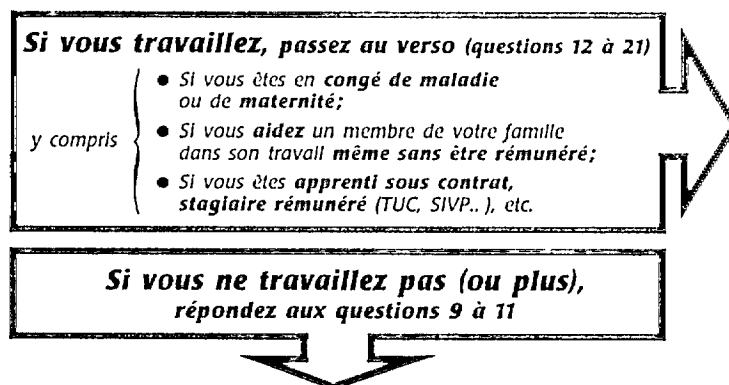 Si vous travaillez, passez au verso (questions 12 à 21)
y compris
● Si vous êtes en congé de maladie
ou de maternité;
● Si vous aidez un membre de votre famille
dans son travail même sans être rémunéré;
● Si vous êtes apprenti sous contrat,
stagiaire rémunéré (TUC, SIVP.. ), etc.
Si vous ne travaillez pas (ou plus),
répondez aux questions 9 à 11